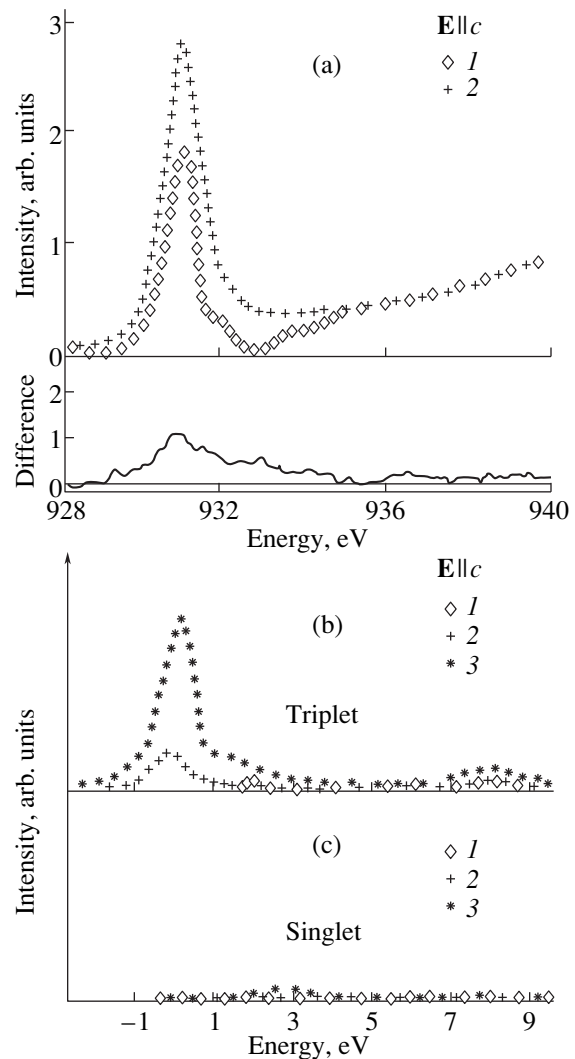 3
2
1
0
Intensity, arb. units
(a)
E||c
◇ 1
+ 2
Difference
2
1
0
928 932 936 940
Energy, eV
E||c
(b)
◇ 1
+ 2
* 3
Triplet
Intensity, arb. units
(c)
◇ 1
+ 2
* 3
Singlet
−1 1 3 5 7 9
Energy, eV